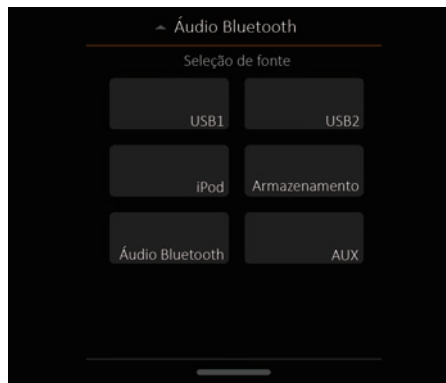 Áudio Bluetooth
Seleção de fonte
USB1 USB2
iPod Armazenamento
Áudio Bluetooth AUX